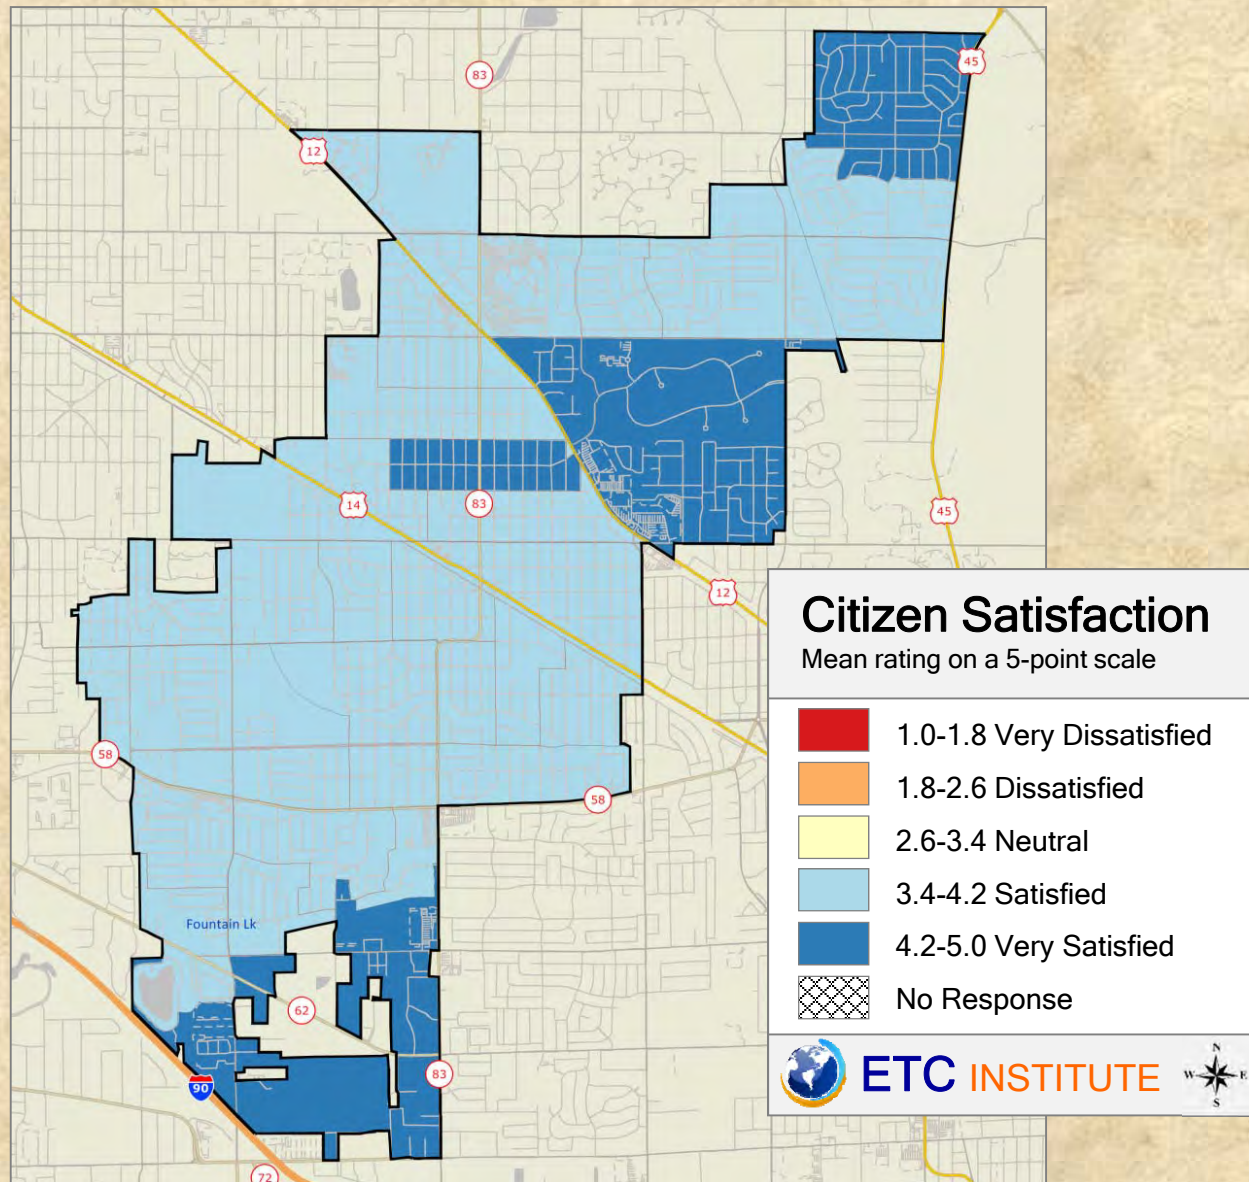 83
45
12
14
83
45
12
58
58
Fountain Lk
62
83
90
72
Citizen Satisfaction
Mean rating on a 5-point scale
1.0-1.8 Very Dissatisfied
1.8-2.6 Dissatisfied
2.6-3.4 Neutral
3.4-4.2 Satisfied
4.2-5.0 Very Satisfied
No Response
ETC INSTITUTE
N
W E
S